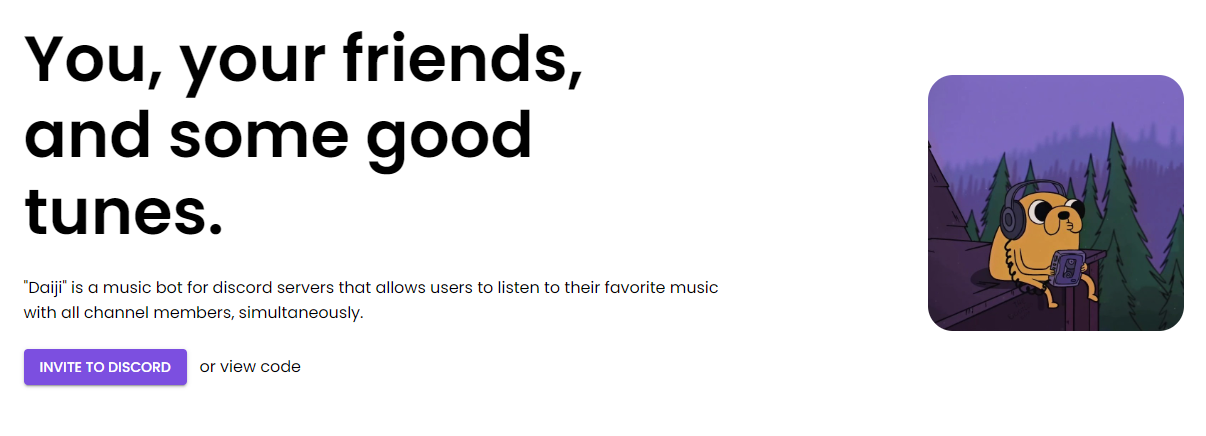 You, your friends,
and some good
tunes.
"Daiji" is a music bot for discord servers that allows users to listen to their favorite music
with all channel members, simultaneously.
INVITE TO DISCORD or view code